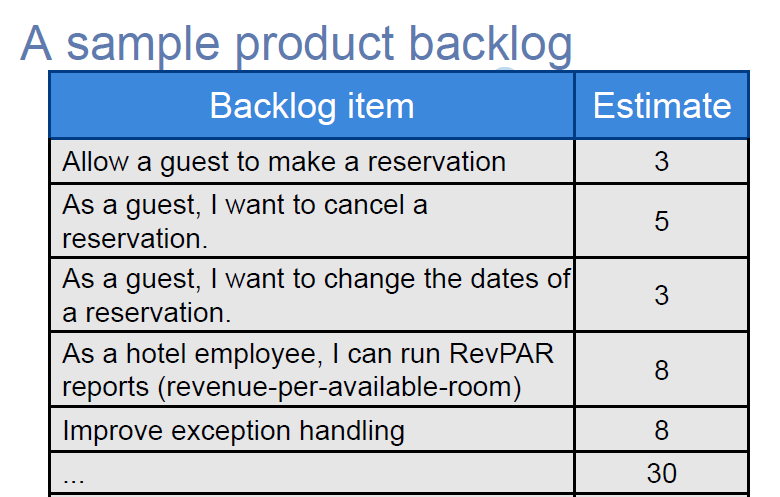 A sample product backlog
Backlog item Estimate
Allow a guest to make a reservation 3
As a guest, I want to cancel a
reservation. 5
As a guest, I want to change the dates of
a reservation. 3
As a hotel employee, I can run RevPAR
reports (revenue-per-available-room) 8
Improve exception handling 8
... 30